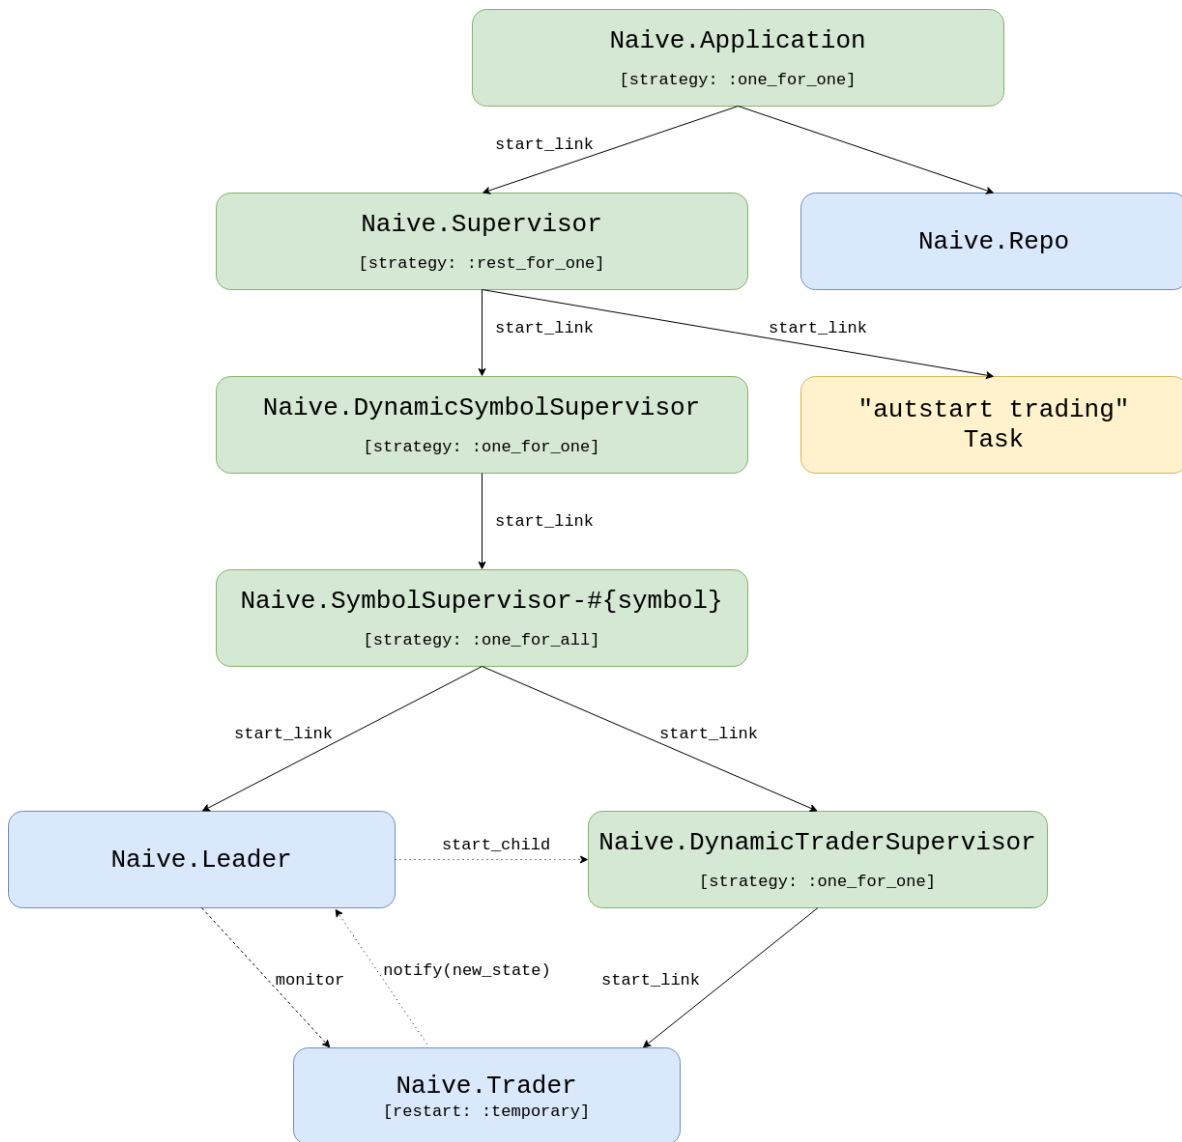 Naive.Application
[strategy: :one_for_one]
start_link
Naive.Supervisor
[strategy: :rest_for_one]
Naive.Repo
start_link
start_link
Naive.DynamicSymbolSupervisor
[strategy: :one_for_one]
"autstart trading"
Task
start_link
Naive.SymbolSupervisor-#{symbol}
[strategy: :one_for_all]
start_link
start_link
Naive.Leader
start_child
Naive.DynamicTraderSupervisor
[strategy: :one_for_one]
monitor
notify(new_state)
start_link
Naive.Trader
[restart: :temporary]